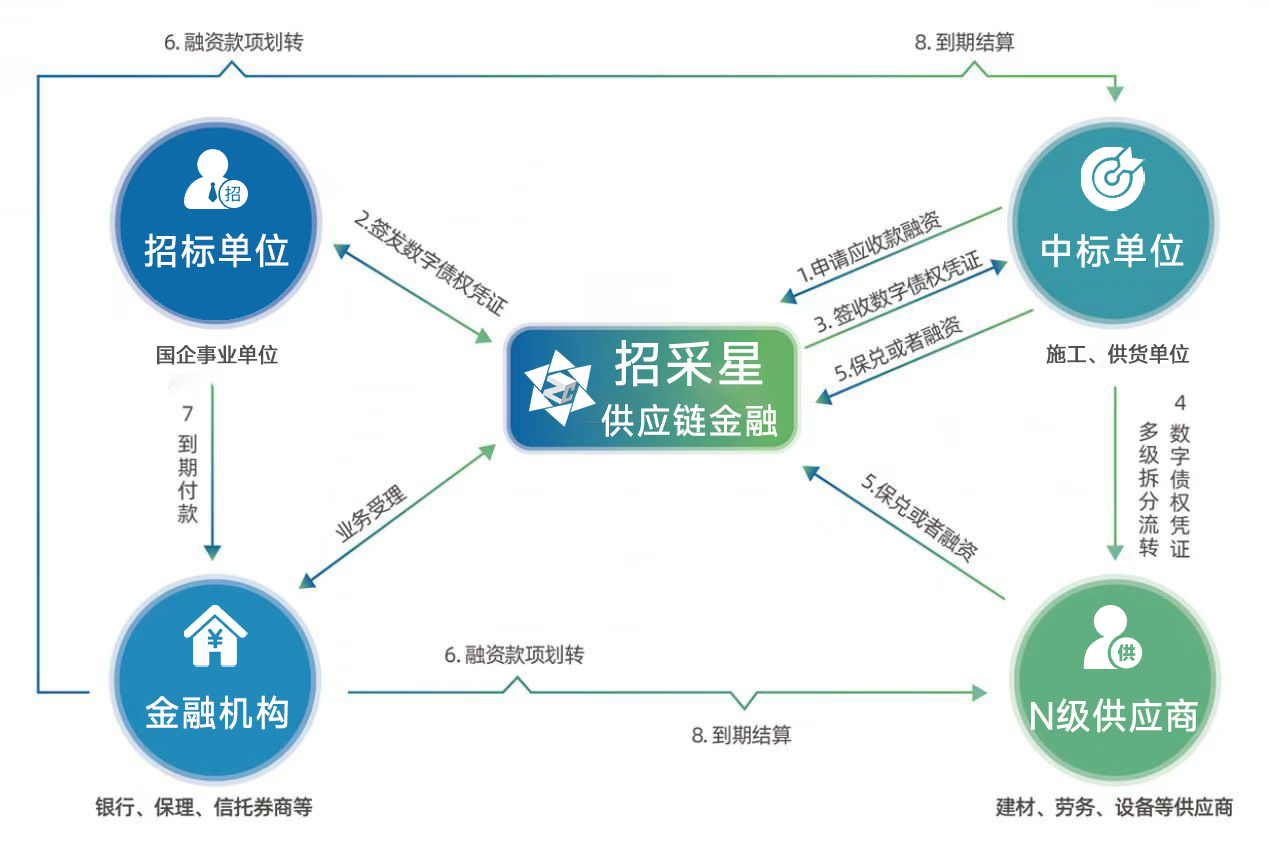 6. 融资款项划转
8. 到期结算
招
招标单位
国企事业单位
中标单位
施工、供货单位
2.签发数字债权凭证
1.申请应收款融资
3. 签收数字债权凭证
5.保兑或者融资
招采星
供应链金融
7
到期付款
业务受理
5.保兑或者融资
4
数字债权凭证
多级拆分流转
¥
金融机构
银行、保理、信托券商等
6. 融资款项划转
8. 到期结算
供
N级供应商
建材、劳务、设备等供应商